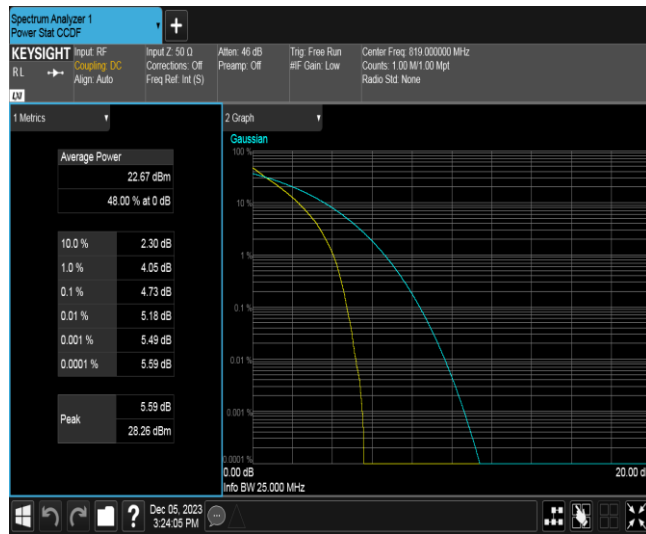 Spectrum Analyzer 1
Power Stat CCDF
+
KEYSIGHT
RL
LXI
Input: RF
Coupling: DC
Align: Auto
Input Z: 50 Ω
Corrections: Off
Freq Ref: Int (S)
Atten: 46 dB
Preamp: Off
Trig: Free Run
#IF Gain: Low
Center Freq: 819.000000 MHz
Counts: 1.00 M/1.00 Mpt
Radio Std: None
1 Metrics
Average Power
22.67 dBm
48.00 % at 0 dB
10.0 % 2.30 dB
1.0 % 4.05 dB
0.1 % 4.73 dB
0.01 % 5.18 dB
0.001 % 5.49 dB
0.0001 % 5.59 dB
Peak
5.59 dB
28.26 dBm
2 Graph
Gaussian
100 %
10 %
1 %
0.1 %
0.01 %
0.001 %
0.0001 %
0.00 dB
20.00 d
Info BW 25.000 MHz
?
Dec 05, 2023
3:24:05 PM